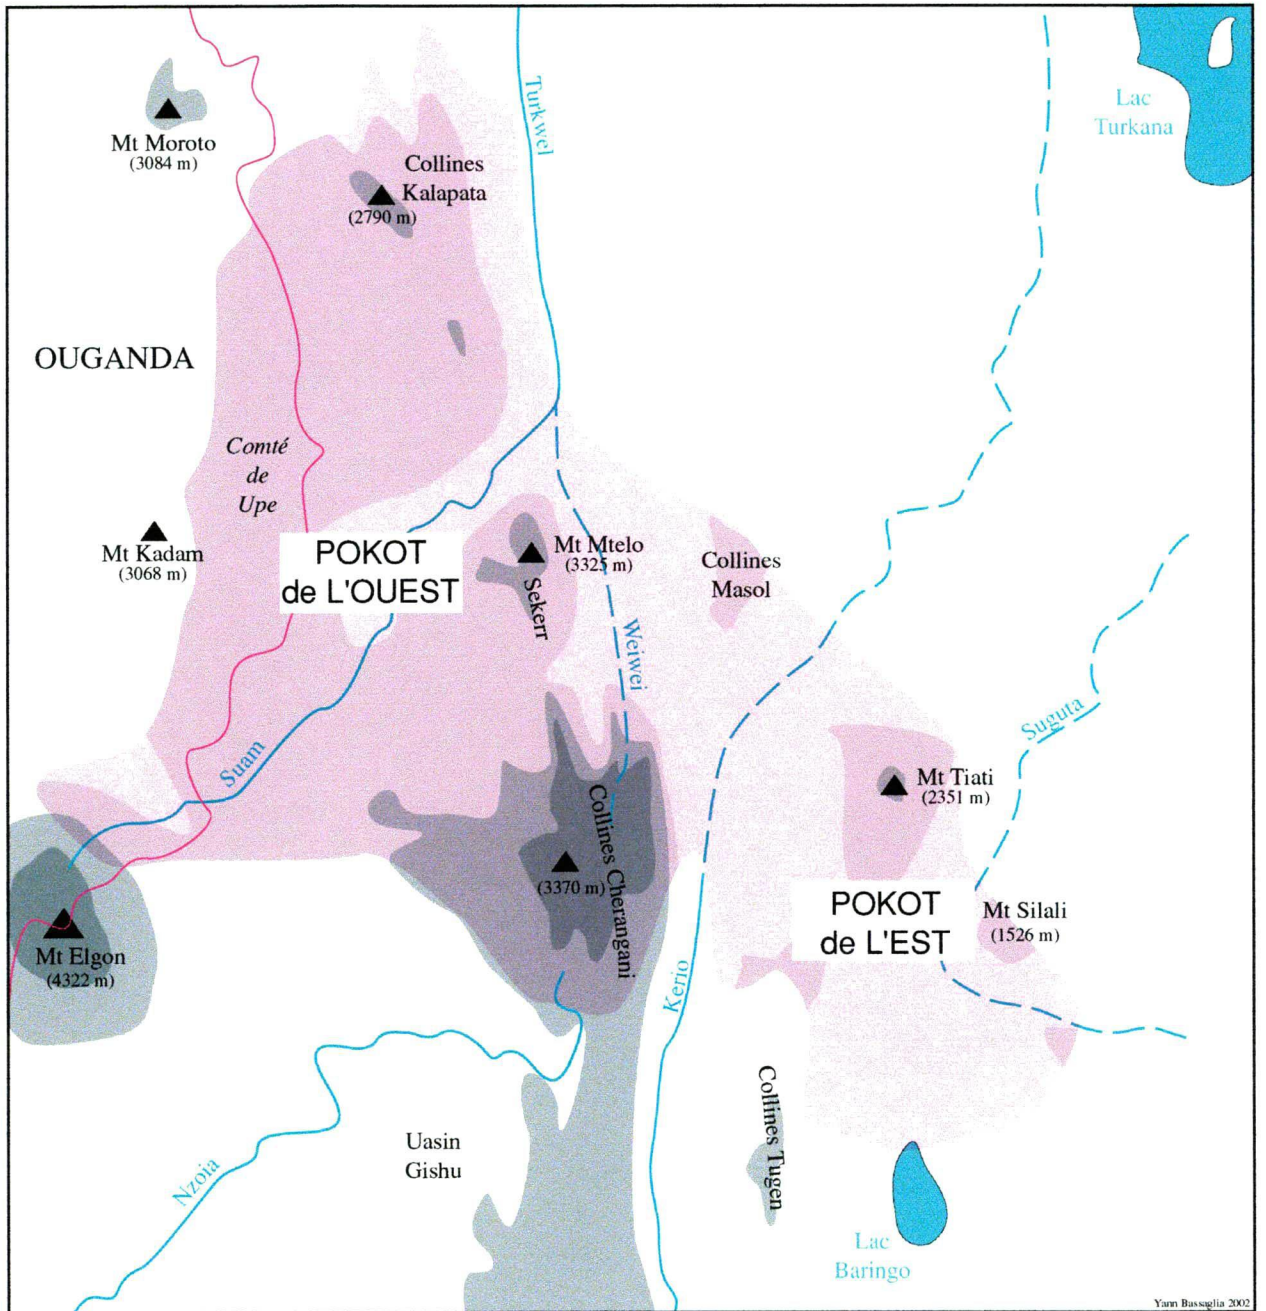 Lac
Turkana
Turkwel
Mt Moroto
(3084 m)
Collines
Kalapata
(2790 m)
OUGANDA
Comté
de
Upe
Mt Kadam
(3068 m)
POKOT
de L'OUEST
Mt Mtelo
(3325 m)
Sekerr
Collines
Masol
Weiwei
Suam
Suguta
Mt Tiati
(2351 m)
Collines Cherangani
(3370 m)
POKOT
de L'EST
Mt Silali
(1526 m)
Mt Elgon
(4322 m)
Kerio
Collines Tugen
Uasin
Gishu
Nzoia
Lac
Baringo
Yann Bassaglia 2002